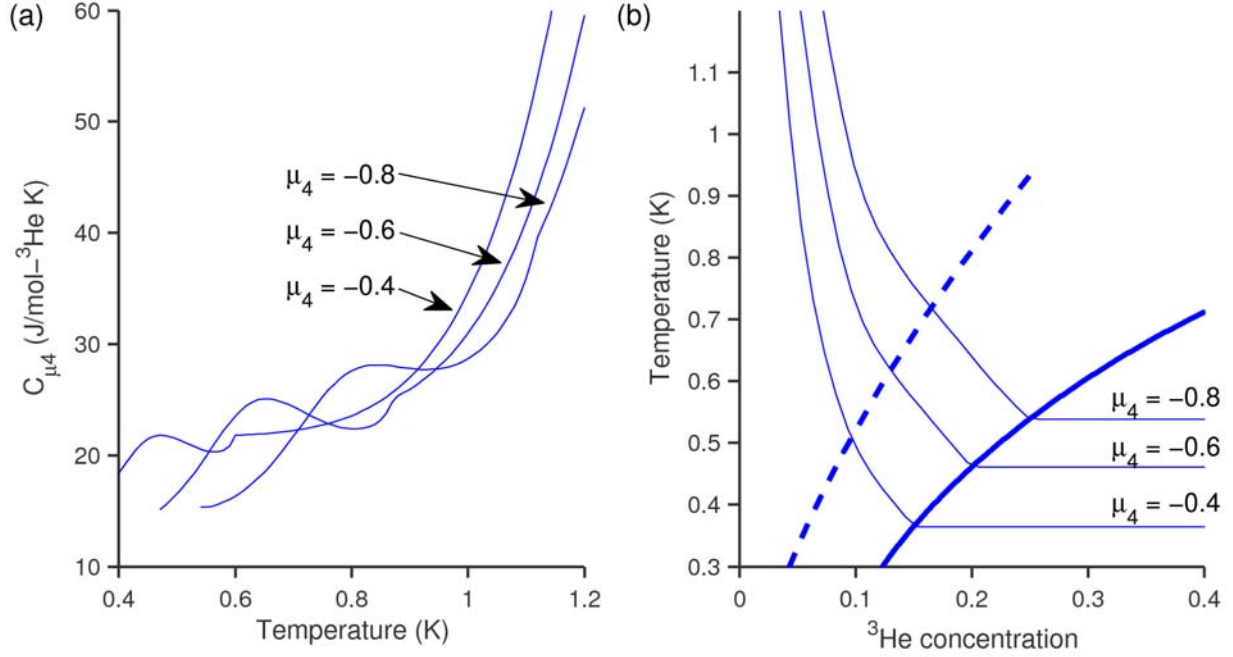 (a)
60
50
40
30
20
10
C_μ4 (J/mol–³He K)
μ₄ = −0.8
μ₄ = −0.6
μ₄ = −0.4
0.4 0.6 0.8 1 1.2
Temperature (K)
(b)
1.1
1
0.9
0.8
0.7
0.6
0.5
0.4
0.3
Temperature (K)
μ₄ = −0.8
μ₄ = −0.6
μ₄ = −0.4
0 0.1 0.2 0.3 0.4
³He concentration